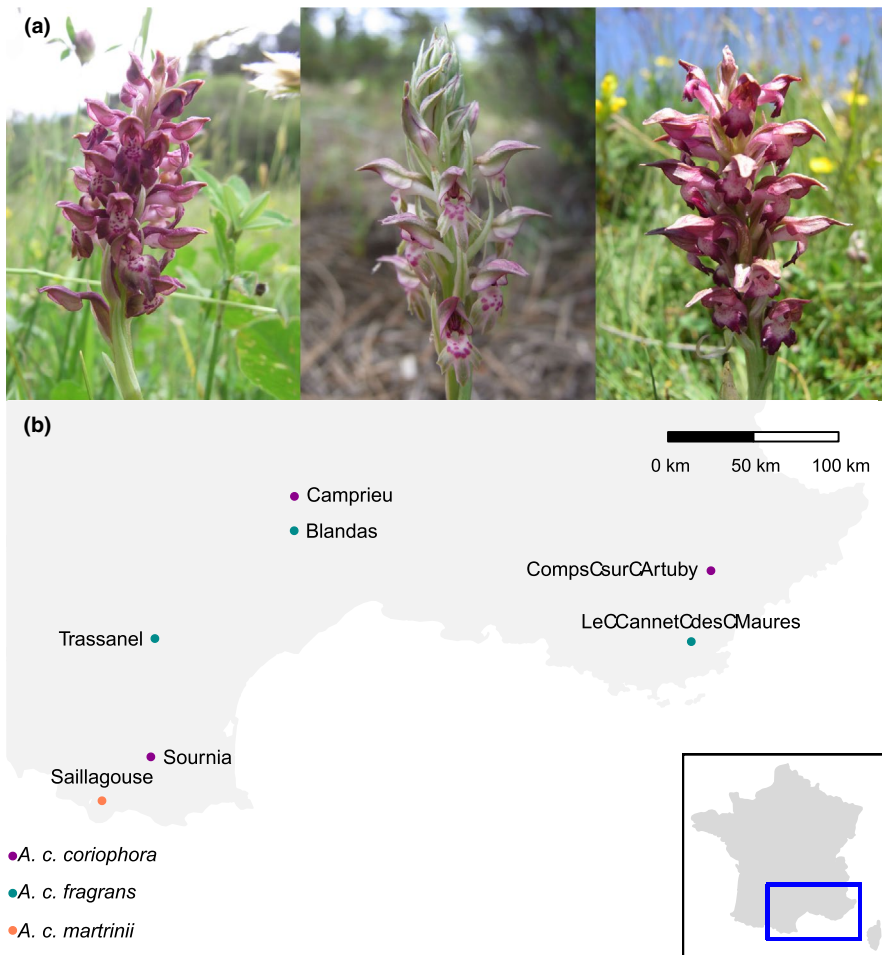 (a)
(b)
0 km 50 km 100 km
Camprieu
Blandas
CompsCsurCArtuby
LeCCannetCdesCMaures
Trassanel
Sournia
Saillagouse
A. c. coriophora
A. c. fragrans
A. c. martrinii